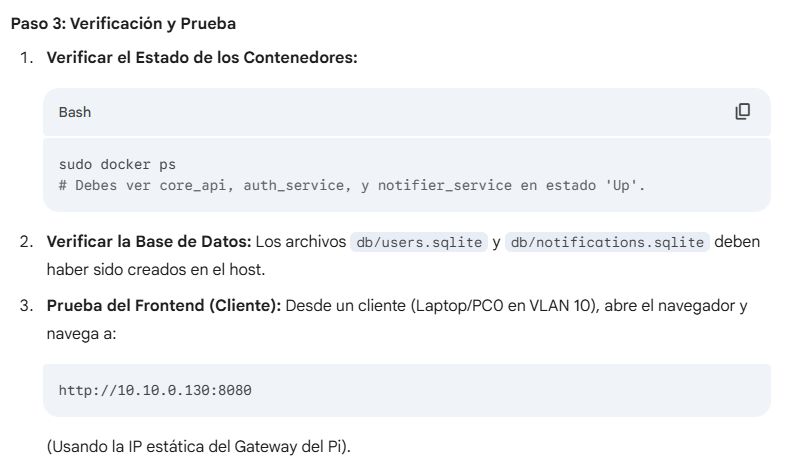 Paso 3: Verificación y Prueba
1. Verificar el Estado de los Contenedores:
Bash
sudo docker ps
# Debes ver core_api, auth_service, y notifier_service en estado 'Up'.
2. Verificar la Base de Datos: Los archivos db/users.sqlite y db/notifications.sqlite deben
haber sido creados en el host.
3. Prueba del Frontend (Cliente): Desde un cliente (Laptop/PC0 en VLAN 10), abre el navegador y
navega a:
http://10.10.0.130:8080
(Usando la IP estática del Gateway del Pi).